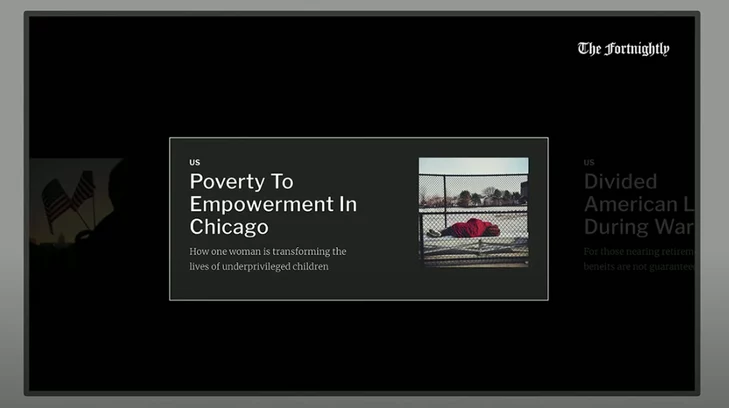 The Fortnightly
US
Poverty To
Empowerment In
Chicago
How one woman is transforming the
lives of underprivileged children
US
Divided
American L
During War
For those nearing retirem
beneits are not guarantee